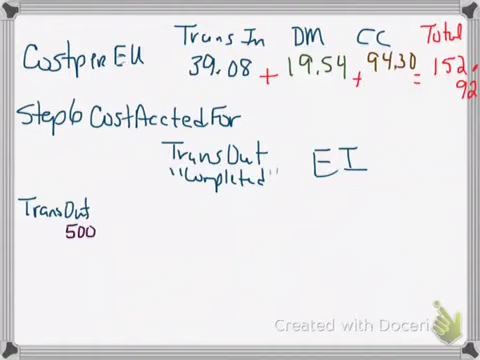 Trans In DM CC Total
Cost per EU 39.08 + 19.54 + 94.30 = 152.92
Step 6 Cost Accted For
Trans Out EI
"Completed"
Trans Out
500
Created with Doceri